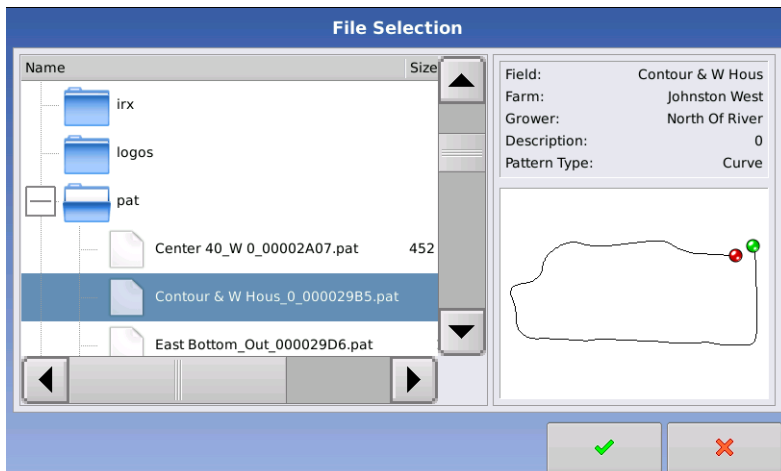 File Selection
Name Size
irx
logos
pat
Center 40_W 0_00002A07.pat 452
Contour & W Hous_0_000029B5.pat
East Bottom_Out_000029D6.pat
Field: Contour & W Hous
Farm: Johnston West
Grower: North Of River
Description: 0
Pattern Type: Curve